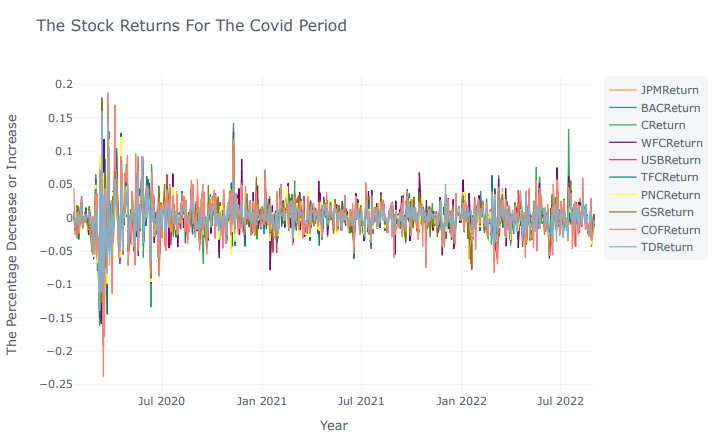 The Stock Returns For The Covid Period
The Percentage Decrease or Increase
0.2
0.15
0.1
0.05
0
−0.05
−0.1
−0.15
−0.2
−0.25
Jul 2020
Jan 2021
Jul 2021
Jan 2022
Jul 2022
Year
JPMReturn
BACReturn
CReturn
WFCReturn
USBReturn
TFCReturn
PNCReturn
GSReturn
COFReturn
TDReturn